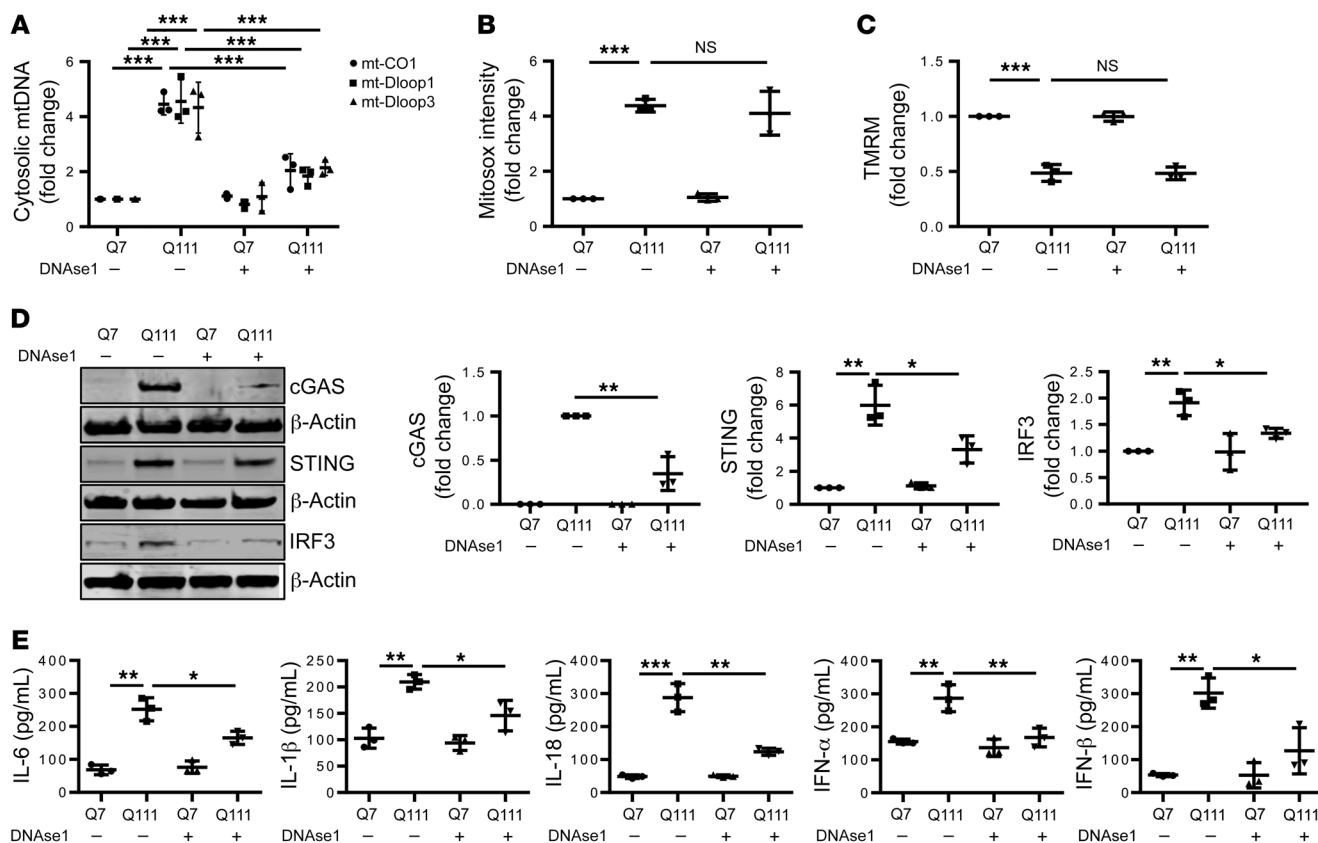 A
*** ***
*** ***
*** ***
Cytosolic mtDNA
(fold change)
6
4
2
0
mt-CO1
mt-Dloop1
mt-Dloop3
Q7 Q111 Q7 Q111
DNAse1 – – + +
B
*** NS
Mitosox intensity
(fold change)
6
4
2
0
Q7 Q111 Q7 Q111
DNAse1 – – + +
C
*** NS
TMRM
(fold change)
1.5
1.0
0.5
0.0
Q7 Q111 Q7 Q111
DNAse1 – – + +
D
Q7 Q111 Q7 Q111
DNAse1 – – + +
cGAS
β-Actin
STING
β-Actin
IRF3
β-Actin
**
cGAS
(fold change)
1.5
1.0
0.5
0.0
Q7 Q111 Q7 Q111
DNAse1 – – + +
** *
STING
(fold change)
8
6
4
2
0
Q7 Q111 Q7 Q111
DNAse1 – – + +
** *
IRF3
(fold change)
2.5
2.0
1.5
1.0
0.5
0.0
Q7 Q111 Q7 Q111
DNAse1 – – + +
E
** *
IL-6 (pg/mL)
400
300
200
100
0
Q7 Q111 Q7 Q111
DNAse1 – – + +
** *
IL-1β (pg/mL)
250
200
150
100
50
0
Q7 Q111 Q7 Q111
DNAse1 – – + +
*** **
IL-18 (pg/mL)
400
300
200
100
0
Q7 Q111 Q7 Q111
DNAse1 – – + +
** **
IFN-α (pg/mL)
400
300
200
100
0
Q7 Q111 Q7 Q111
DNAse1 – – + +
** *
IFN-β (pg/mL)
400
300
200
100
0
Q7 Q111 Q7 Q111
DNAse1 – – + +